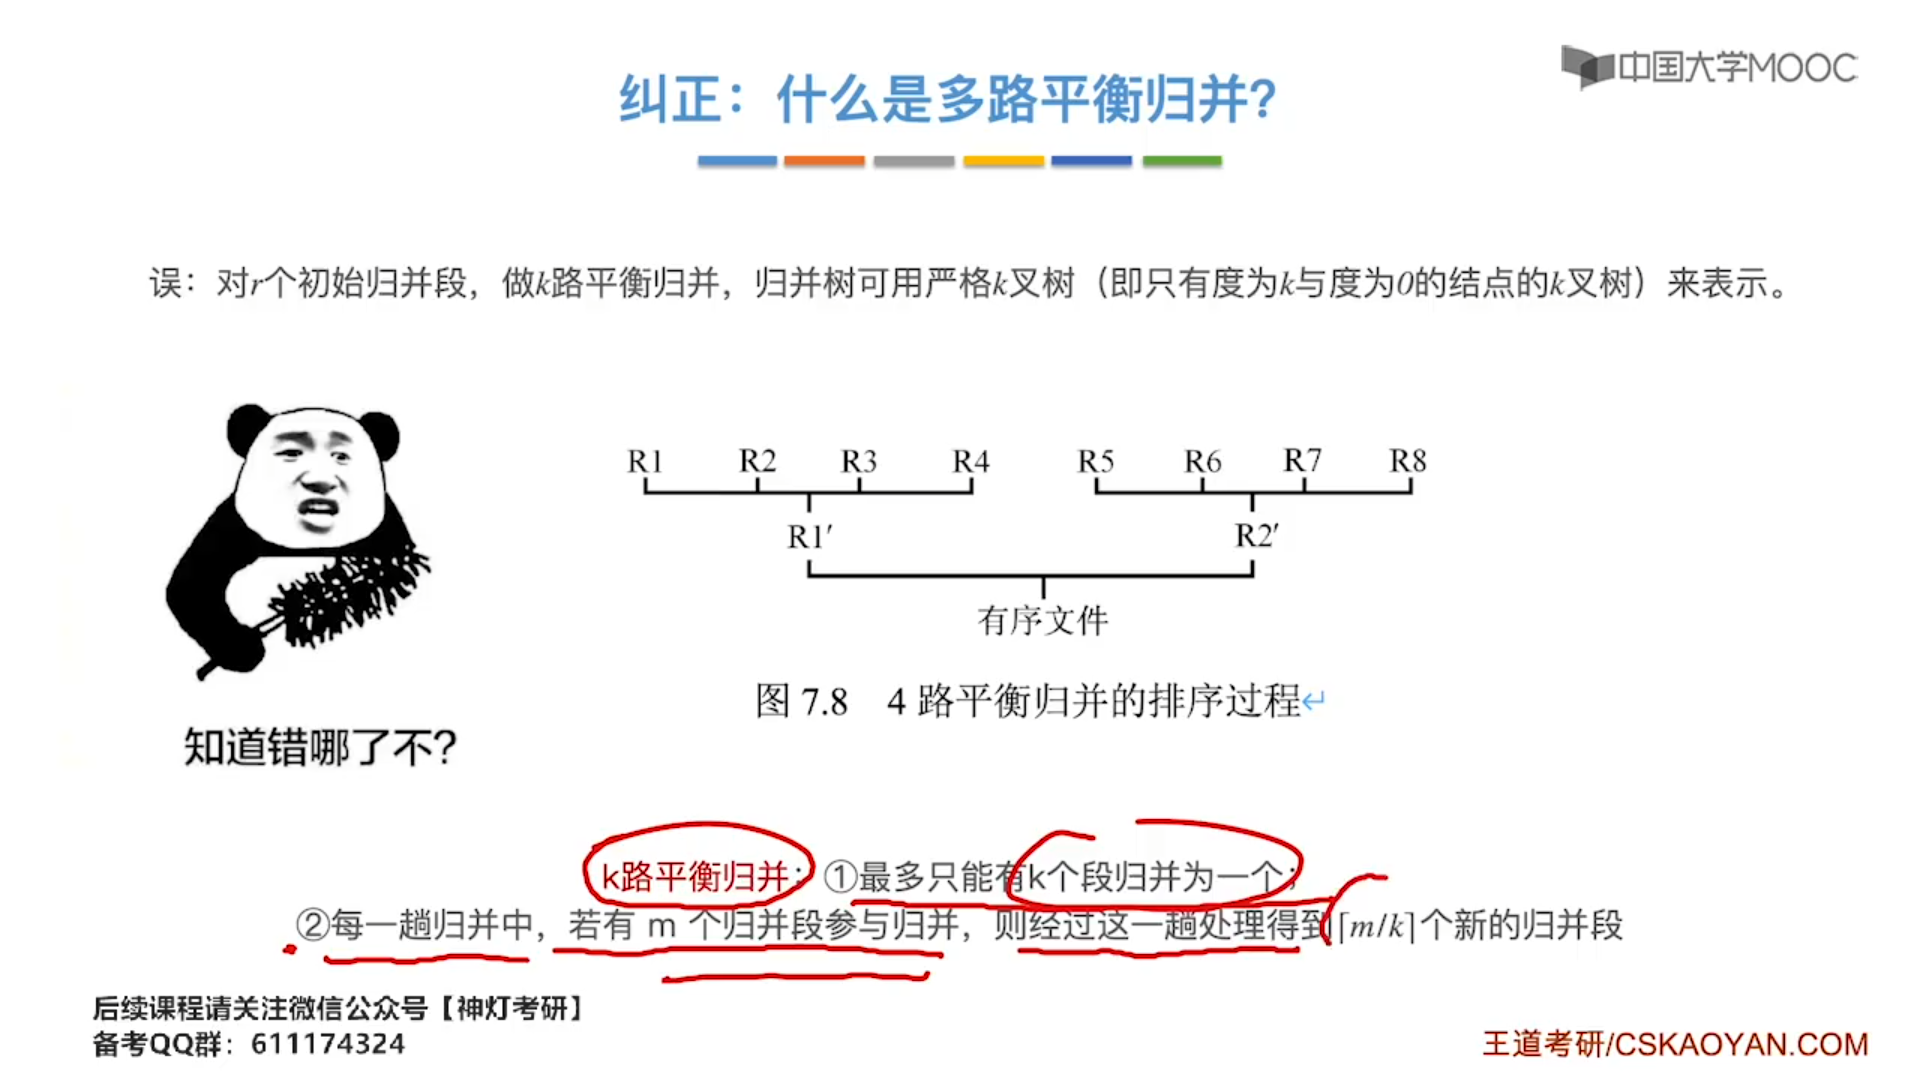 中国大学MOOC
纠正：什么是多路平衡归并？
误：对r个初始归并段，做k路平衡归并，归并树可用严格k叉树（即只有度为k与度为0的结点的k叉树）来表示。
R1 R2 R3 R4 R5 R6 R7 R8
R1′ R2′
有序文件
图 7.8 4 路平衡归并的排序过程↵
知道错哪了不？
k路平衡归并：①最多只能有k个段归并为一个；
②每一趟归并中，若有 m 个归并段参与归并，则经过这一趟处理得到⌈m/k⌉个新的归并段
后续课程请关注微信公众号【神灯考研】
备考QQ群：611174324
王道考研/CSKAOYAN.COM